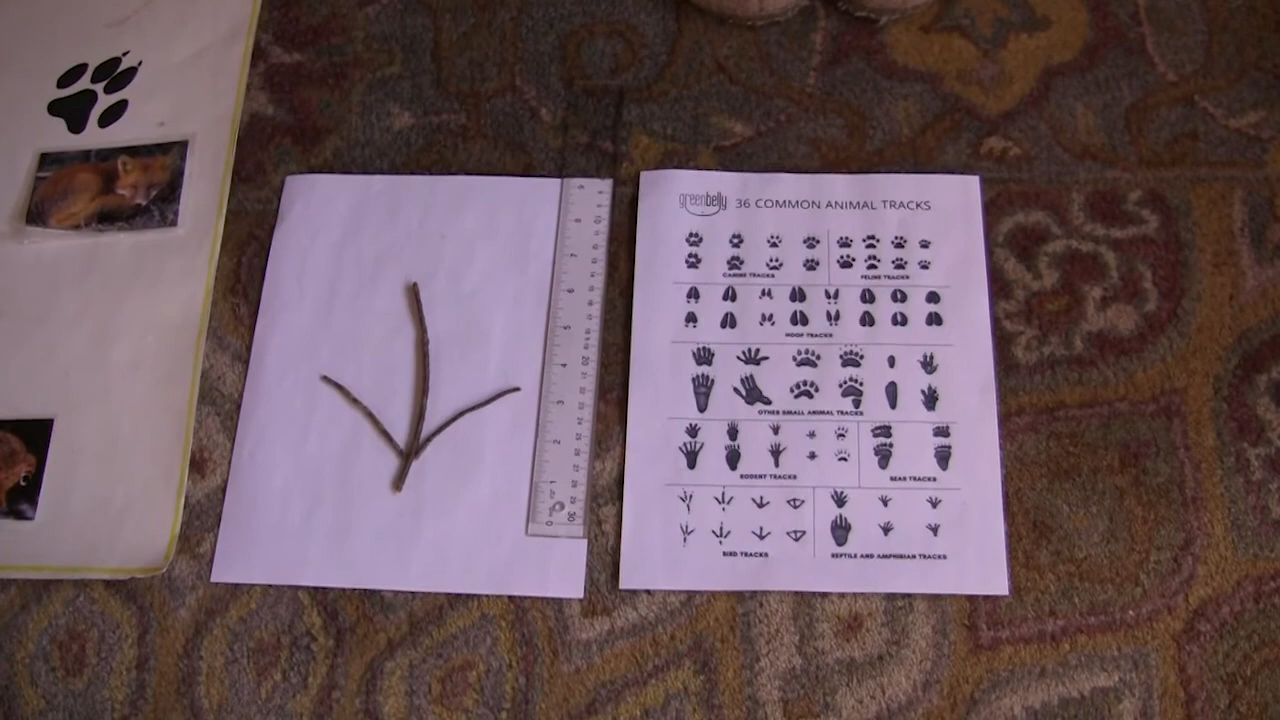 greenbelly 36 COMMON ANIMAL TRACKS
CANINE TRACKS
FELINE TRACKS
HOOF TRACKS
OTHER SMALL ANIMAL TRACKS
RODENT TRACKS
BEAR TRACKS
BIRD TRACKS
REPTILE AND AMPHIBIAN TRACKS